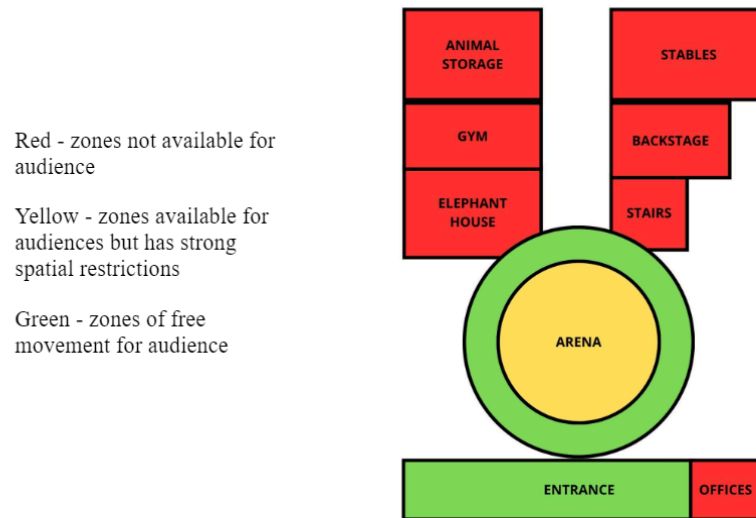 Red - zones not available for
audience
Yellow - zones available for
audiences but has strong
spatial restrictions
Green - zones of free
movement for audience
ANIMAL
STORAGE
STABLES
GYM
BACKSTAGE
ELEPHANT
HOUSE
STAIRS
ARENA
ENTRANCE
OFFICES